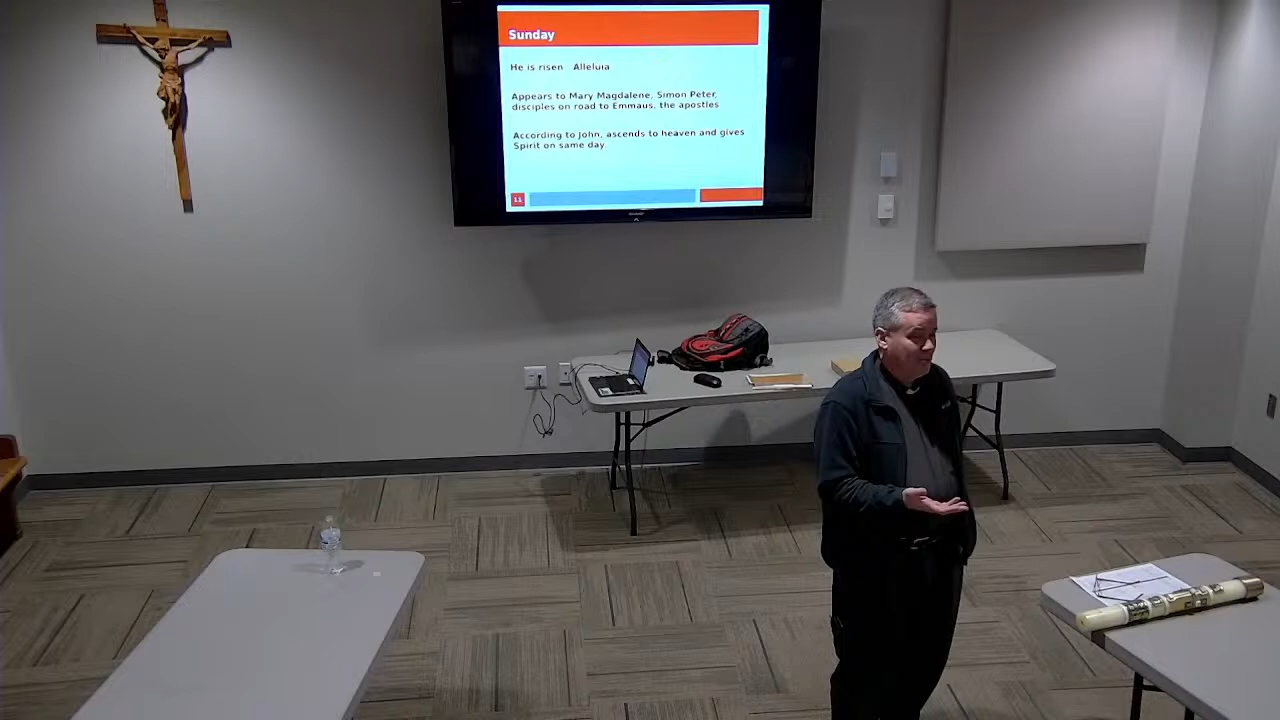 Sunday
He is risen Alleluia
Appears to Mary Magdalene, Simon Peter,
disciples on road to Emmaus, the apostles
According to John, ascends to heaven and gives
Spirit on same day.
11